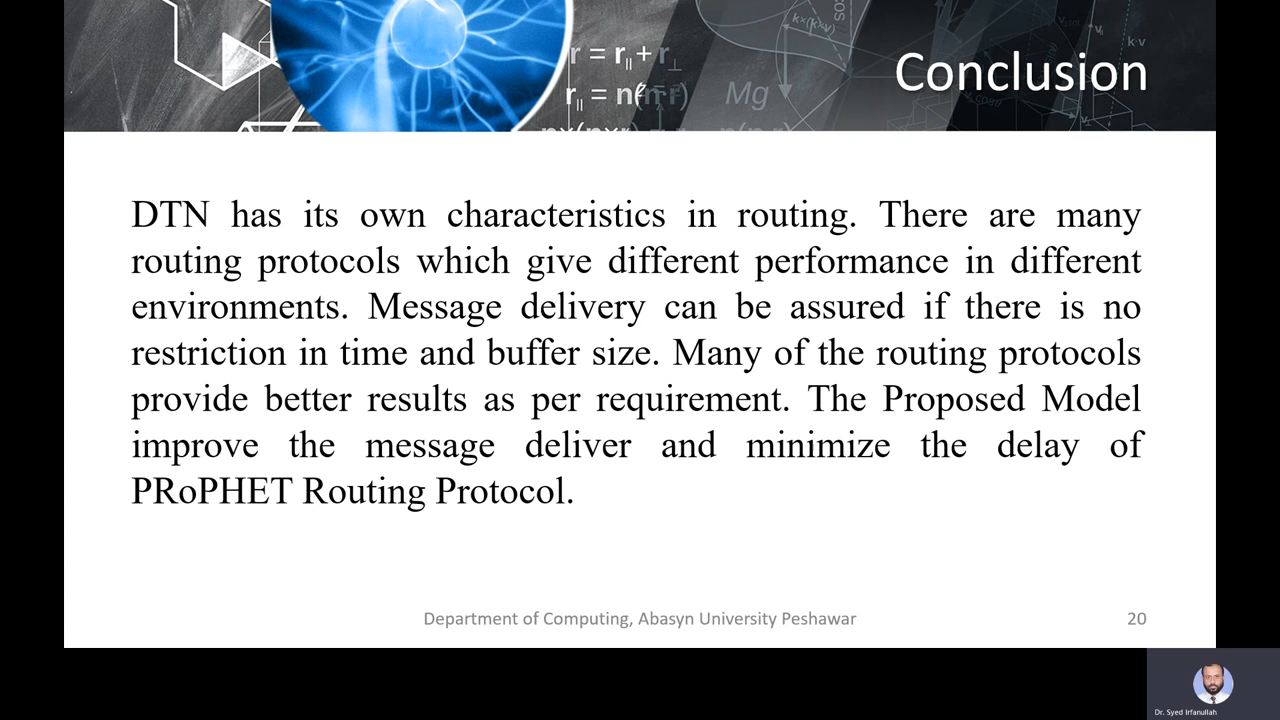 r = r∥ + r⊥
r∥ = n(n·r)
Mg
k×(k×v)
k·v
Conclusion
DTN has its own characteristics in routing. There are many
routing protocols which give different performance in different
environments. Message delivery can be assured if there is no
restriction in time and buffer size. Many of the routing protocols
provide better results as per requirement. The Proposed Model
improve the message deliver and minimize the delay of
PRoPHET Routing Protocol.
Department of Computing, Abasyn University Peshawar
20
Dr. Syed Irfanullah